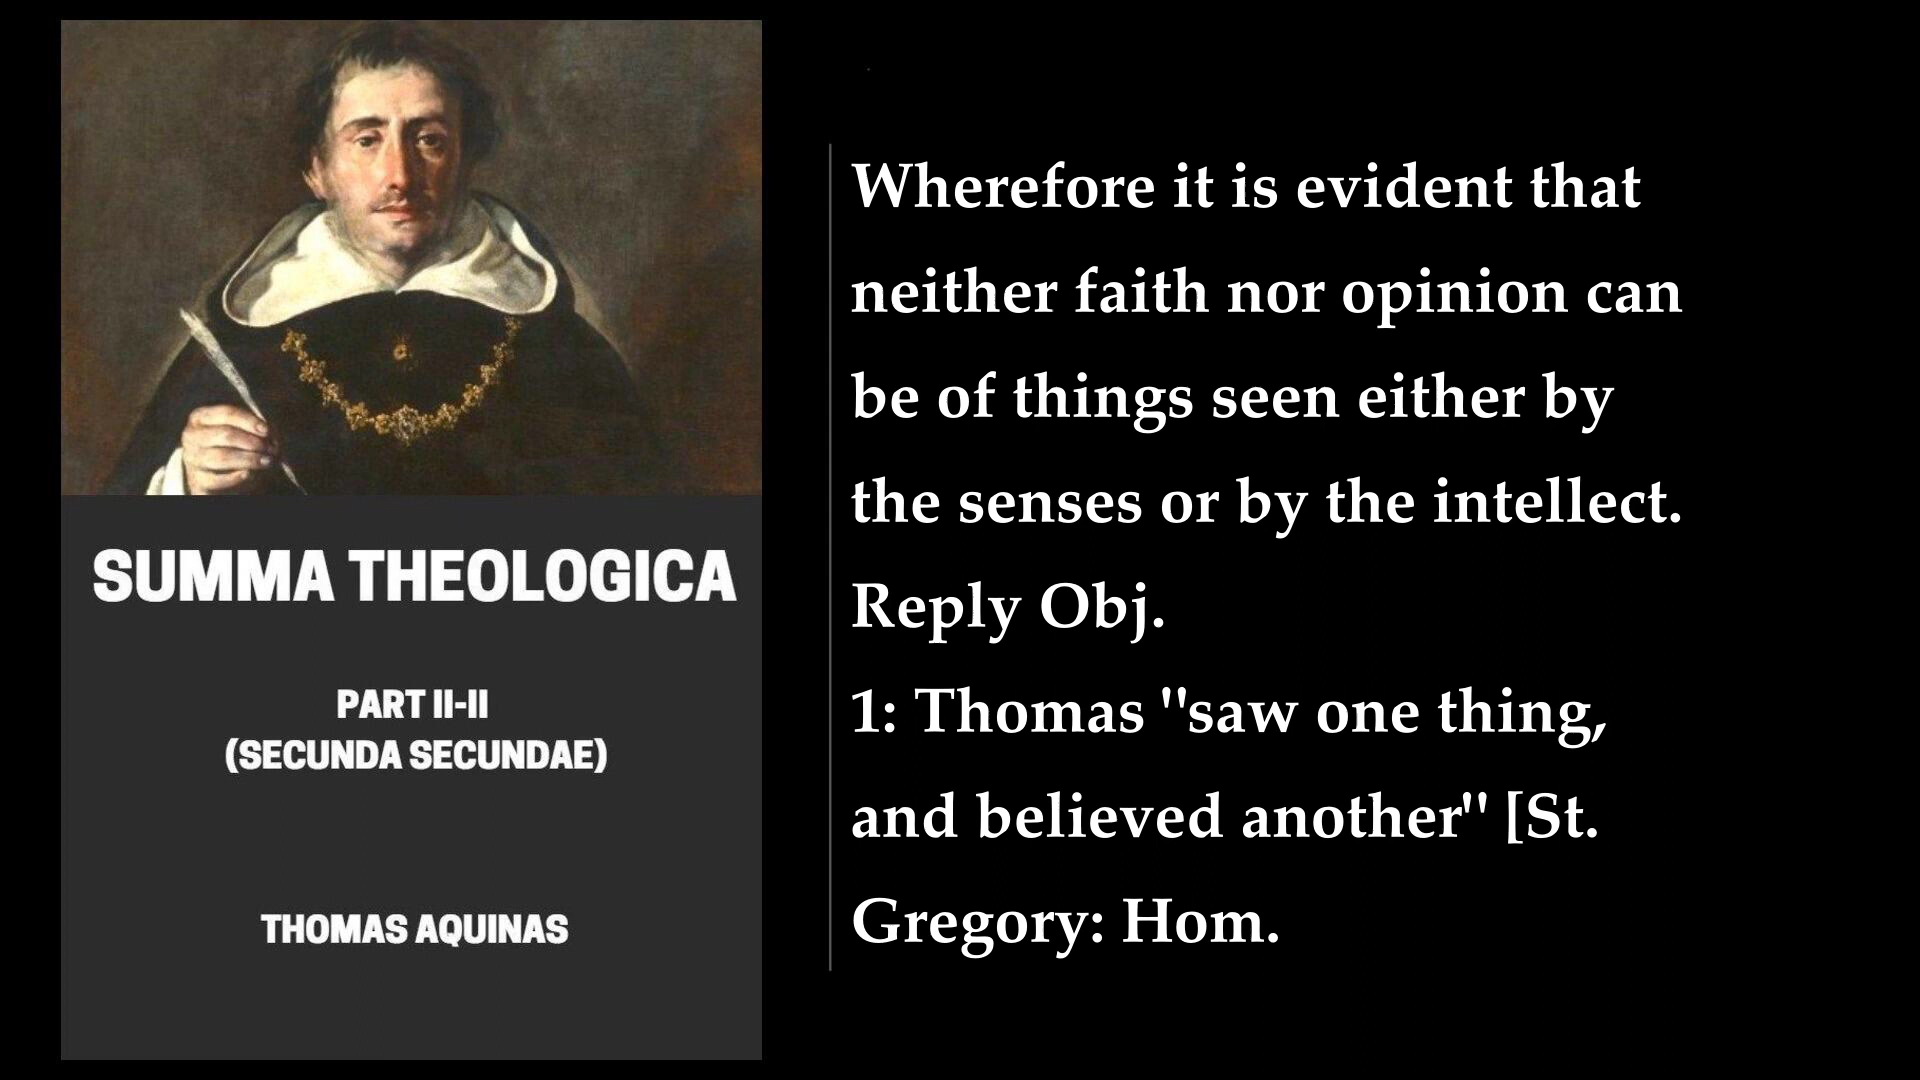 SUMMA THEOLOGICA
PART II-II
(SECUNDA SECUNDAE)
THOMAS AQUINAS
Wherefore it is evident that
neither faith nor opinion can
be of things seen either by
the senses or by the intellect.
Reply Obj.
1: Thomas "saw one thing,
and believed another" [St.
Gregory: Hom.